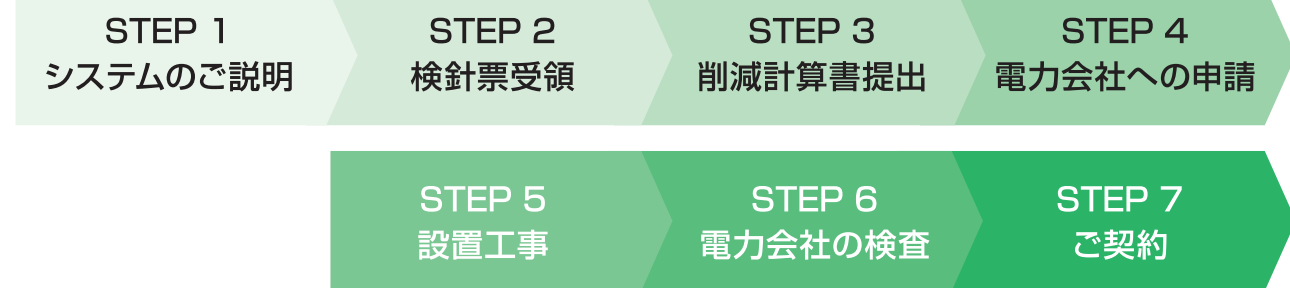 STEP 1
システムのご説明
STEP 2
検針票受領
STEP 3
削減計算書提出
STEP 4
電力会社への申請
STEP 5
設置工事
STEP 6
電力会社の検査
STEP 7
ご契約